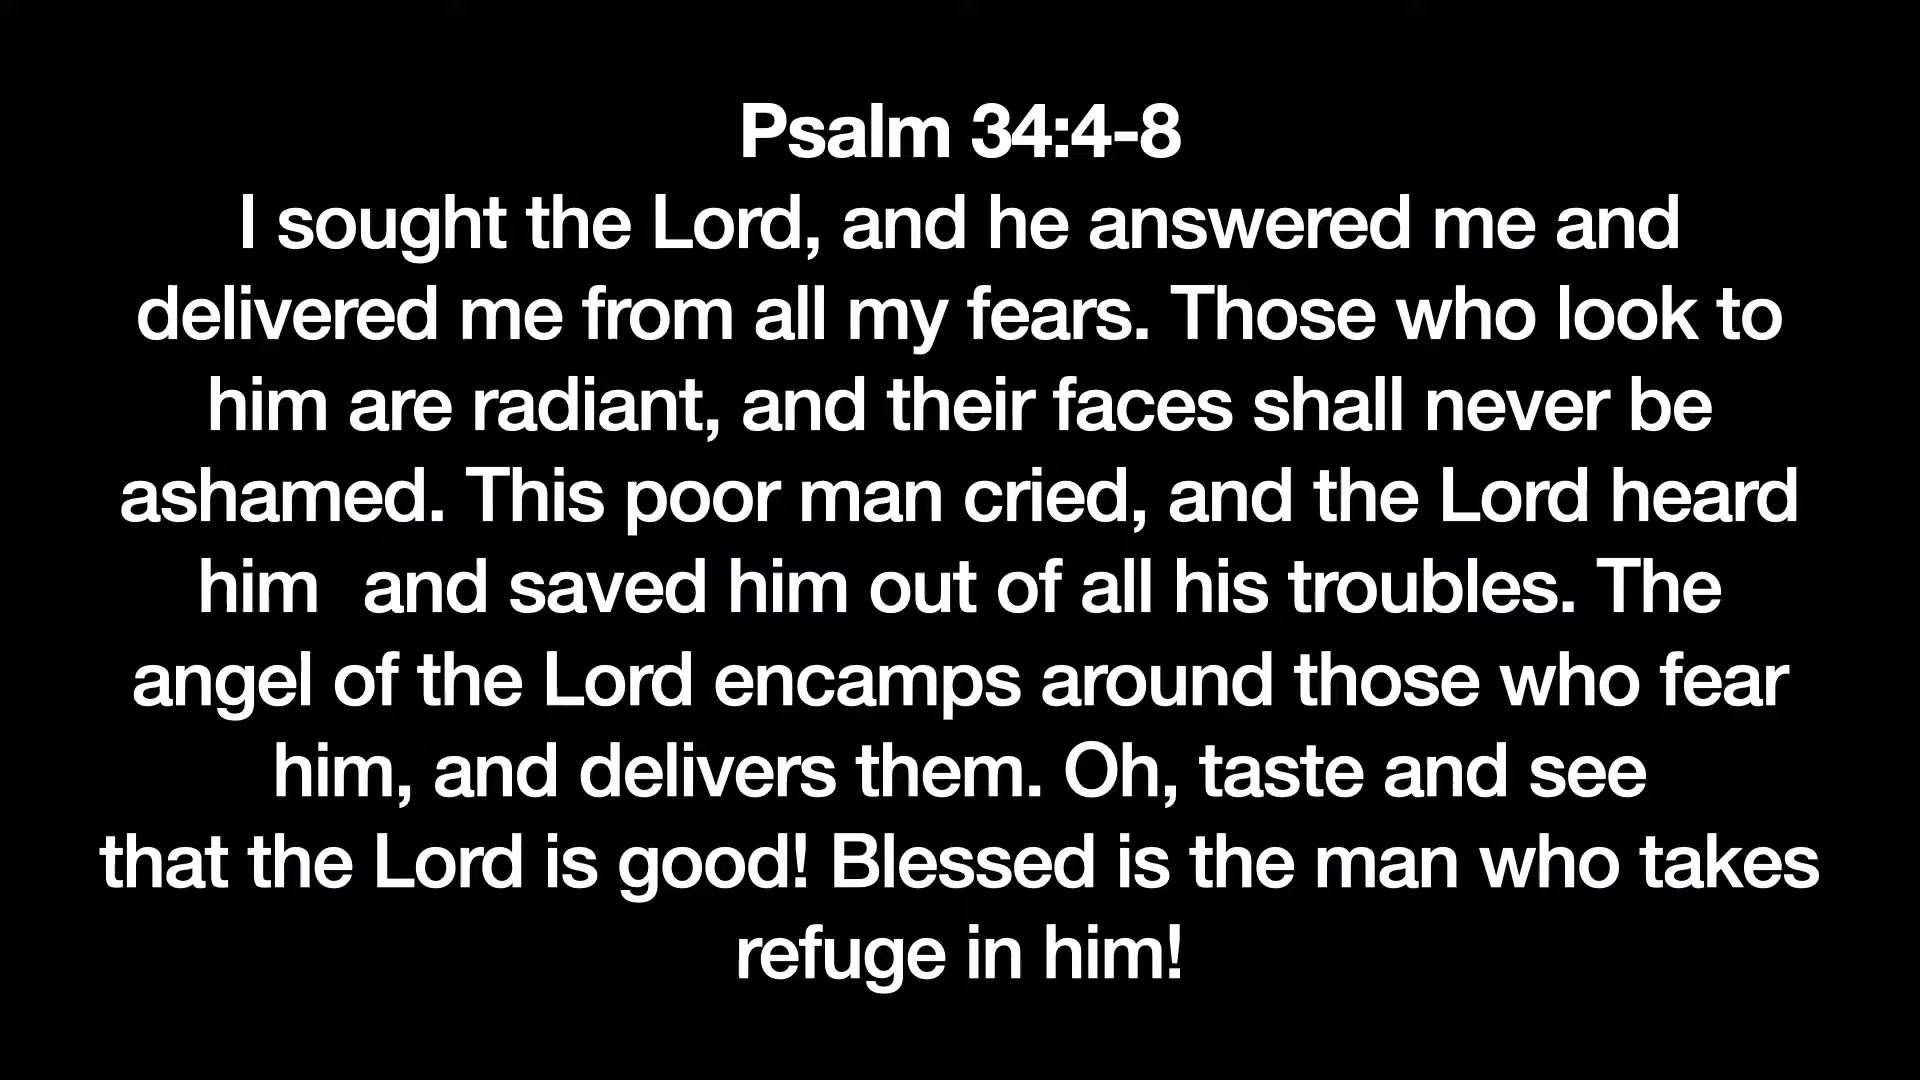 Psalm 34:4-8
I sought the Lord, and he answered me and
delivered me from all my fears. Those who look to
him are radiant, and their faces shall never be
ashamed. This poor man cried, and the Lord heard
him  and saved him out of all his troubles. The
angel of the Lord encamps around those who fear
him, and delivers them. Oh, taste and see
that the Lord is good! Blessed is the man who takes
refuge in him!